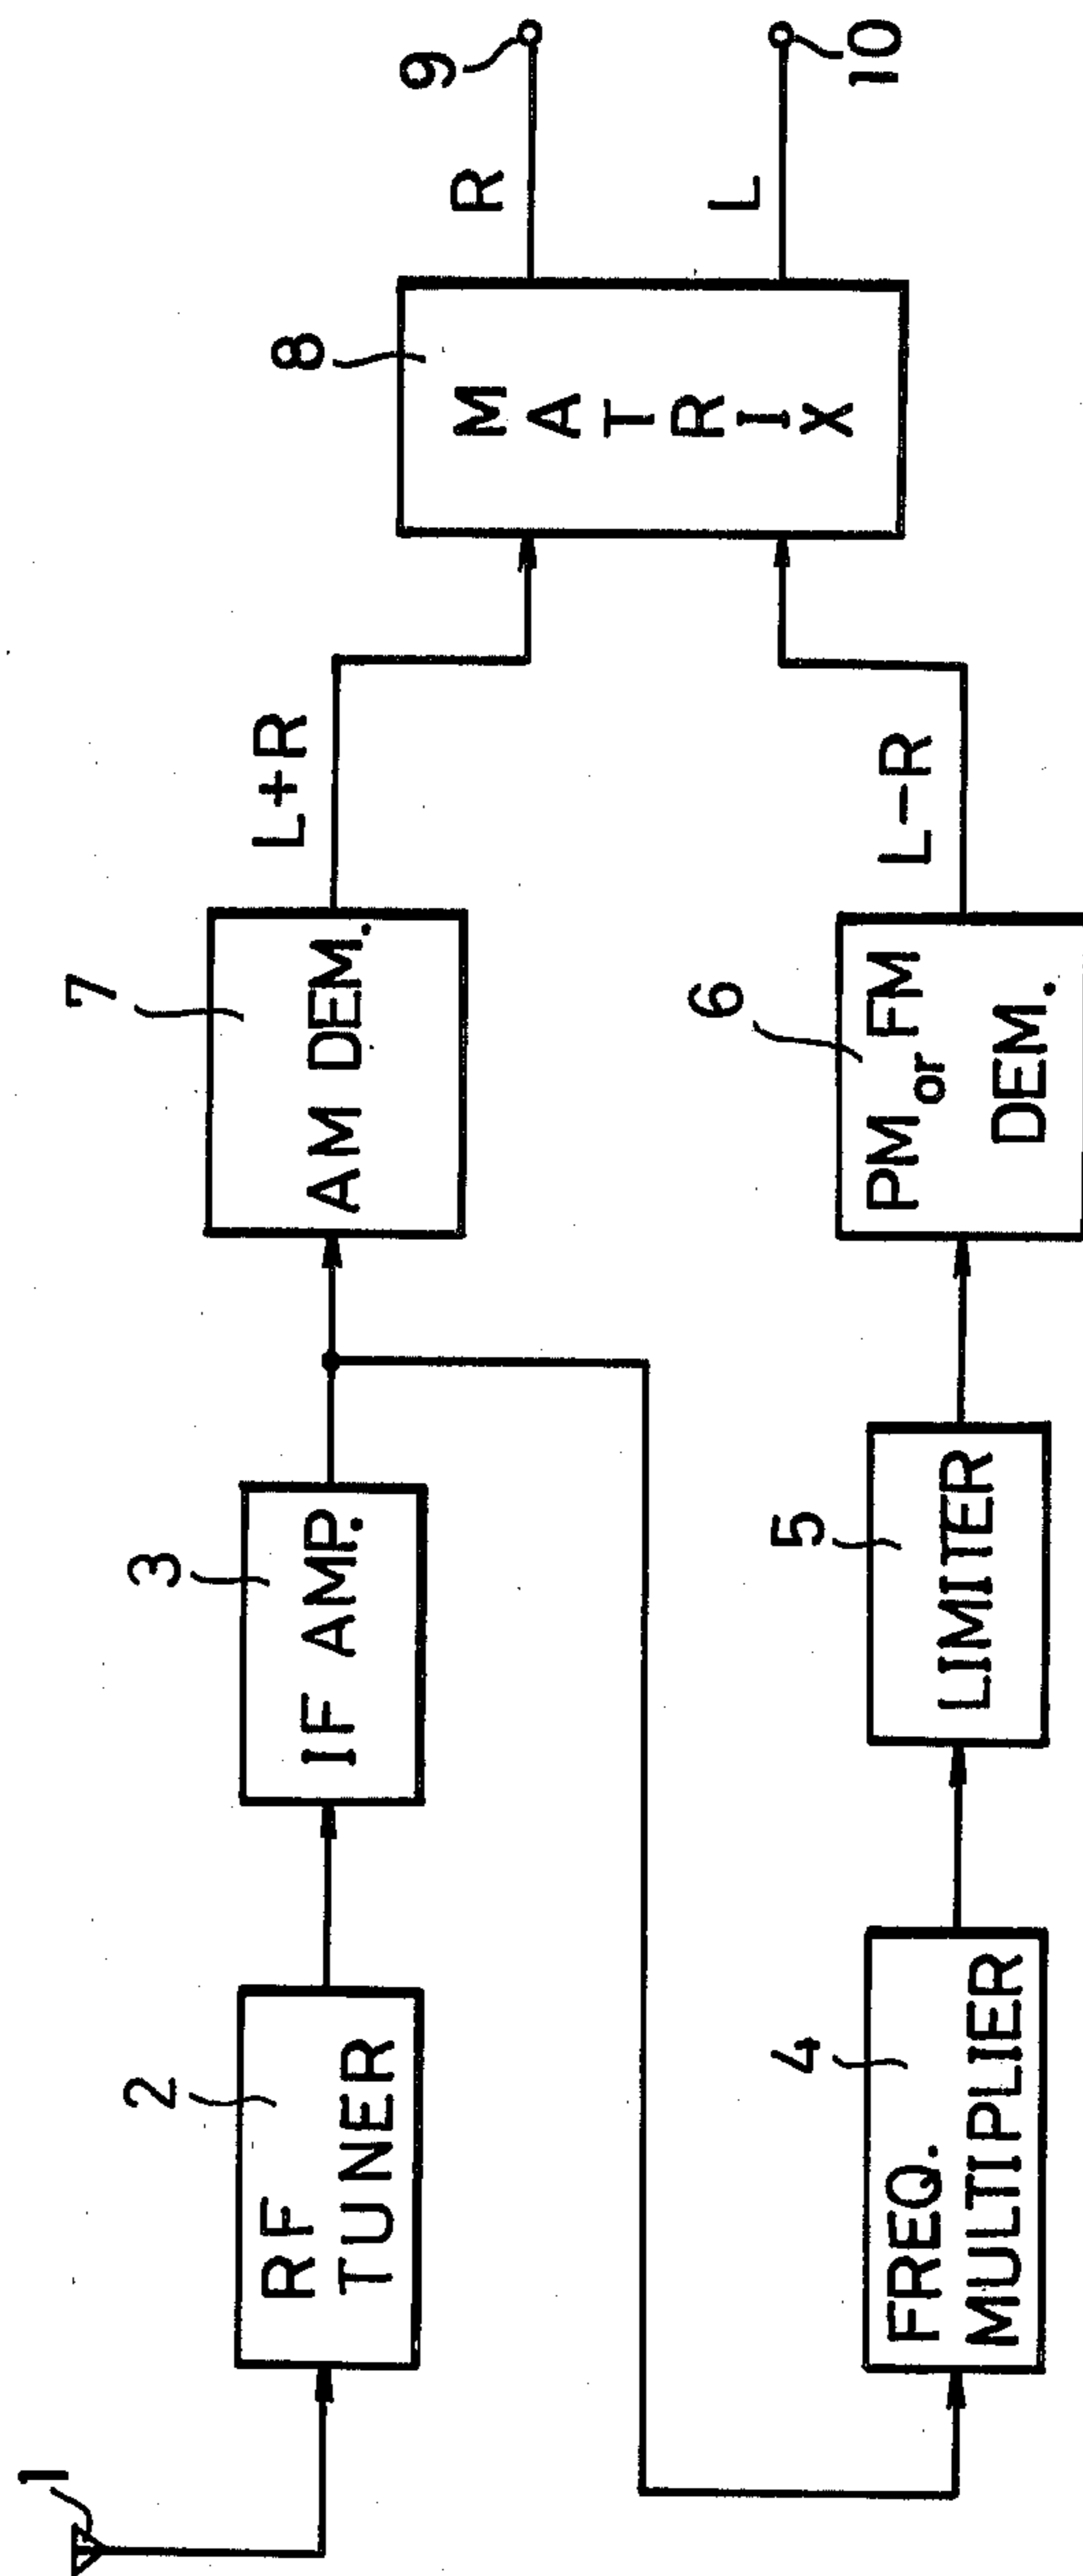 1
2
RF
TUNER
3
IF AMP.
7
AM DEM.
L+R
8
MATRIX
R
9
L
10
4
FREQ.
MULTIPLIER
5
LIMITER
6
PM or FM
DEM.
L-R